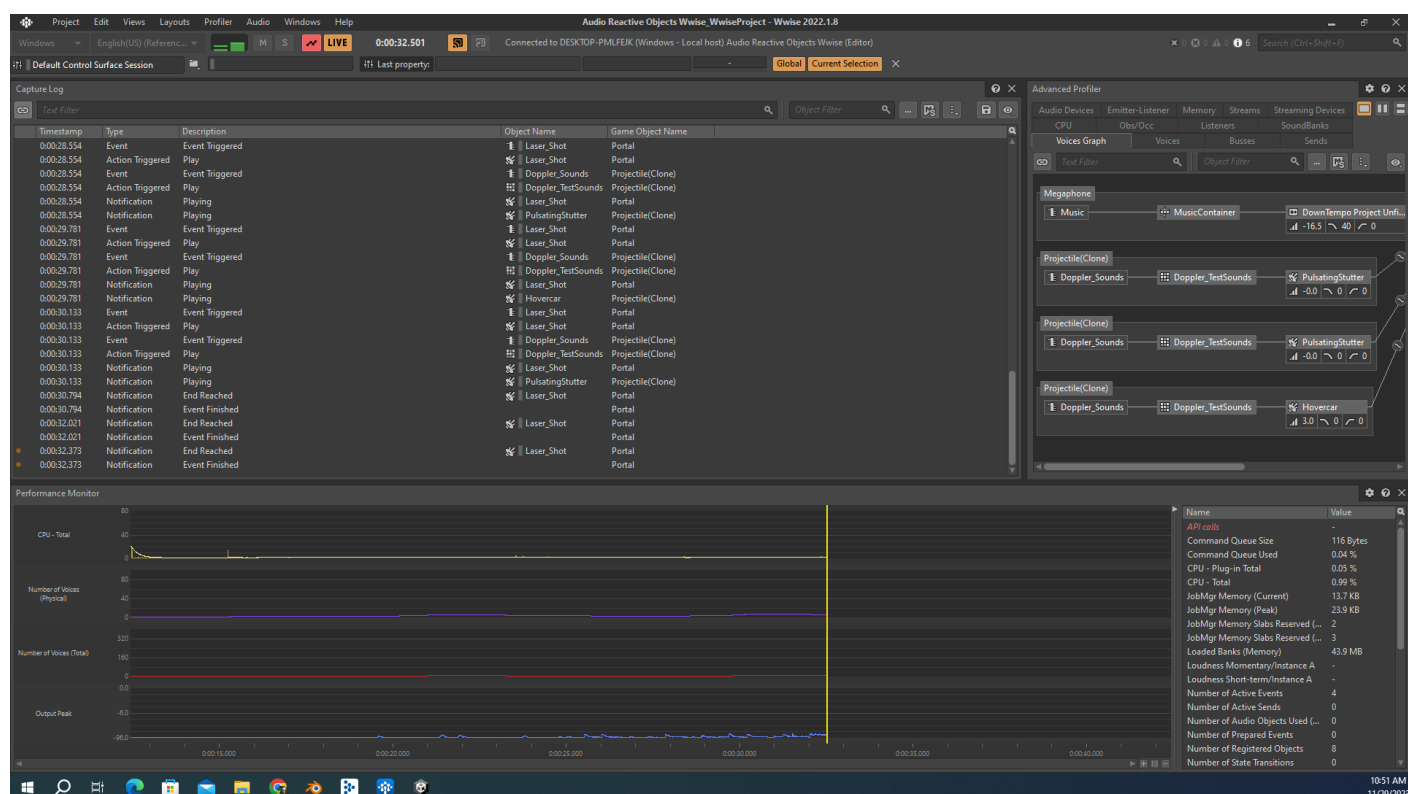 Project Edit Views Layouts Profiler Audio Windows Help Audio Reactive Objects Wwise_WwiseProject - Wwise 2022.1.8
Windows English(US) (Referenc... M S LIVE 0:00:32.501 Connected to DESKTOP-PMLFEJK (Windows - Local host) Audio Reactive Objects Wwise (Editor) 0 0 0 6 Search (Ctrl+Shift+F)
Default Control Surface Session Last property: - Global Current Selection
Capture Log
Text Filter Object Filter ...
Timestamp Type Description Object Name Game Object Name
0:00:28.554 Event Event Triggered Laser_Shot Portal
0:00:28.554 Action Triggered Play Laser_Shot Portal
0:00:28.554 Event Event Triggered Doppler_Sounds Projectile(Clone)
0:00:28.554 Action Triggered Play Doppler_TestSounds Projectile(Clone)
0:00:28.554 Notification Playing Laser_Shot Portal
0:00:28.554 Notification Playing PulsatingStutter Projectile(Clone)
0:00:29.781 Event Event Triggered Laser_Shot Portal
0:00:29.781 Action Triggered Play Laser_Shot Portal
0:00:29.781 Event Event Triggered Doppler_Sounds Projectile(Clone)
0:00:29.781 Action Triggered Play Doppler_TestSounds Projectile(Clone)
0:00:29.781 Notification Playing Laser_Shot Portal
0:00:29.781 Notification Playing Hovercar Projectile(Clone)
0:00:30.133 Event Event Triggered Laser_Shot Portal
0:00:30.133 Action Triggered Play Laser_Shot Portal
0:00:30.133 Event Event Triggered Doppler_Sounds Projectile(Clone)
0:00:30.133 Action Triggered Play Doppler_TestSounds Projectile(Clone)
0:00:30.133 Notification Playing Laser_Shot Portal
0:00:30.133 Notification Playing PulsatingStutter Projectile(Clone)
0:00:30.794 Notification End Reached Laser_Shot Portal
0:00:30.794 Notification Event Finished Portal
0:00:32.021 Notification End Reached Laser_Shot Portal
0:00:32.021 Notification Event Finished Portal
0:00:32.373 Notification End Reached Laser_Shot Portal
0:00:32.373 Notification Event Finished Portal
Advanced Profiler
Audio Devices Emitter-Listener Memory Streams Streaming Devices
CPU Obs/Occ Listeners SoundBanks
Voices Graph Voices Busses Sends
Text Filter Object Filter ...
Megaphone
Music MusicContainer DownTempo Project Unfi...
-16.5 40 0
Projectile(Clone)
Doppler_Sounds Doppler_TestSounds PulsatingStutter
-0.0 0 0
Projectile(Clone)
Doppler_Sounds Doppler_TestSounds PulsatingStutter
-0.0 0 0
Projectile(Clone)
Doppler_Sounds Doppler_TestSounds Hovercar
3.0 0 0
Performance Monitor
CPU - Total
80
40
0
Number of Voices
(Physical)
80
40
0
Number of Voices (Total)
320
160
0
Output Peak
0.0
-6.0
-96.0
0:00:15.000 0:00:20.000 0:00:25.000 0:00:30.000 0:00:35.000 0:00:40.000
Name Value
API calls -
Command Queue Size 116 Bytes
Command Queue Used 0.04 %
CPU - Plug-in Total 0.05 %
CPU - Total 0.99 %
JobMgr Memory (Current) 13.7 KB
JobMgr Memory (Peak) 23.9 KB
JobMgr Memory Slabs Reserved (... 2
JobMgr Memory Slabs Reserved (... 3
Loaded Banks (Memory) 43.9 MB
Loudness Momentary/Instance A -
Loudness Short-term/Instance A -
Number of Active Events 4
Number of Active Sends 0
Number of Audio Objects Used (... 0
Number of Prepared Events 0
Number of Registered Objects 8
Number of State Transitions 0
10:51 AM